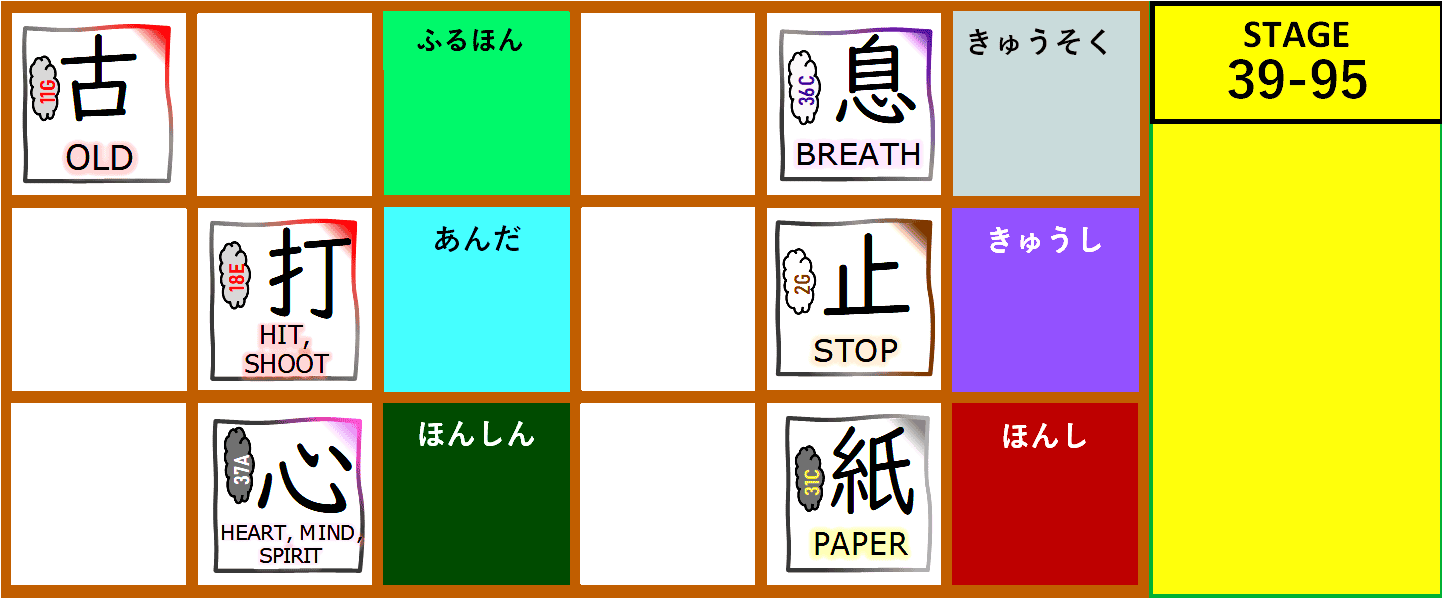 11G
古
OLD
ふるほん
36C
息
BREATH
きゅうそく
STAGE
39-95
18E
打
HIT,
SHOOT
あんだ
2G
止
STOP
きゅうし
37A
心
HEART, MIND,
SPIRIT
ほんしん
31C
紙
PAPER
ほんし